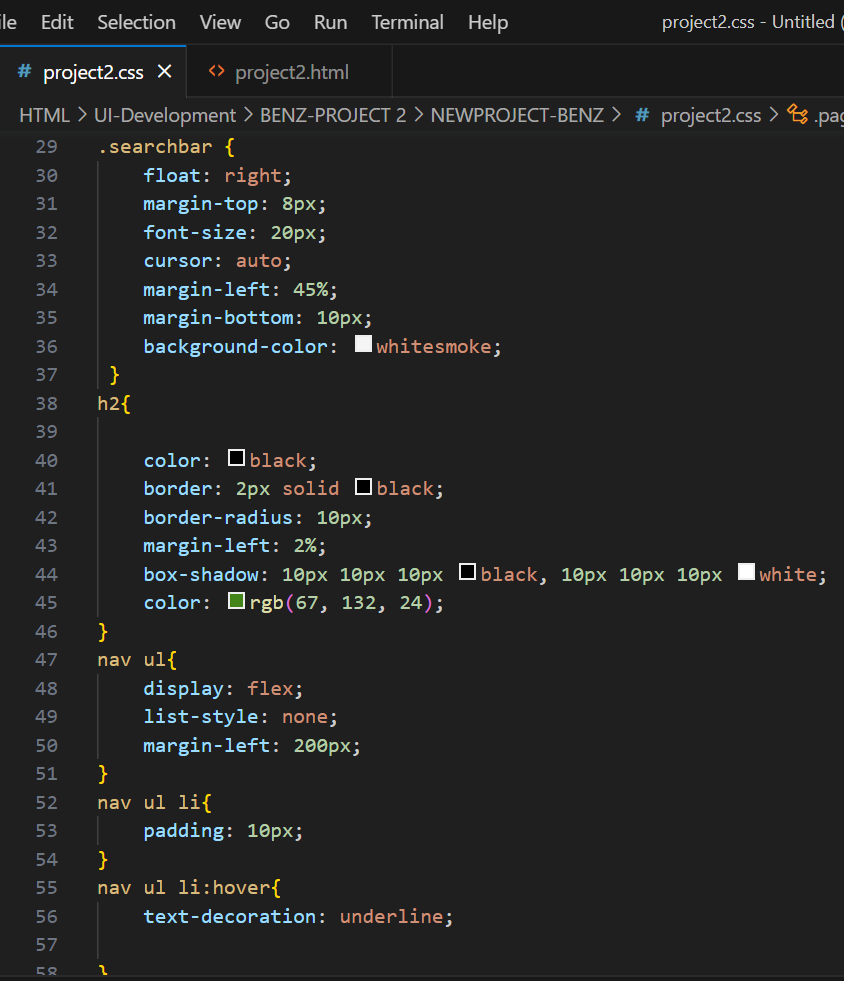 ile Edit Selection View Go Run Terminal Help project2.css - Untitled (
# project2.css × <> project2.html
HTML > UI-Development > BENZ-PROJECT 2 > NEWPROJECT-BENZ > # project2.css > .pag
29 .searchbar {
30 float: right;
31 margin-top: 8px;
32 font-size: 20px;
33 cursor: auto;
34 margin-left: 45%;
35 margin-bottom: 10px;
36 background-color: whitesmoke;
37 }
38 h2{
39
40 color: black;
41 border: 2px solid black;
42 border-radius: 10px;
43 margin-left: 2%;
44 box-shadow: 10px 10px 10px black, 10px 10px 10px white;
45 color: rgb(67, 132, 24);
46 }
47 nav ul{
48 display: flex;
49 list-style: none;
50 margin-left: 200px;
51 }
52 nav ul li{
53 padding: 10px;
54 }
55 nav ul li:hover{
56 text-decoration: underline;
57
58 }